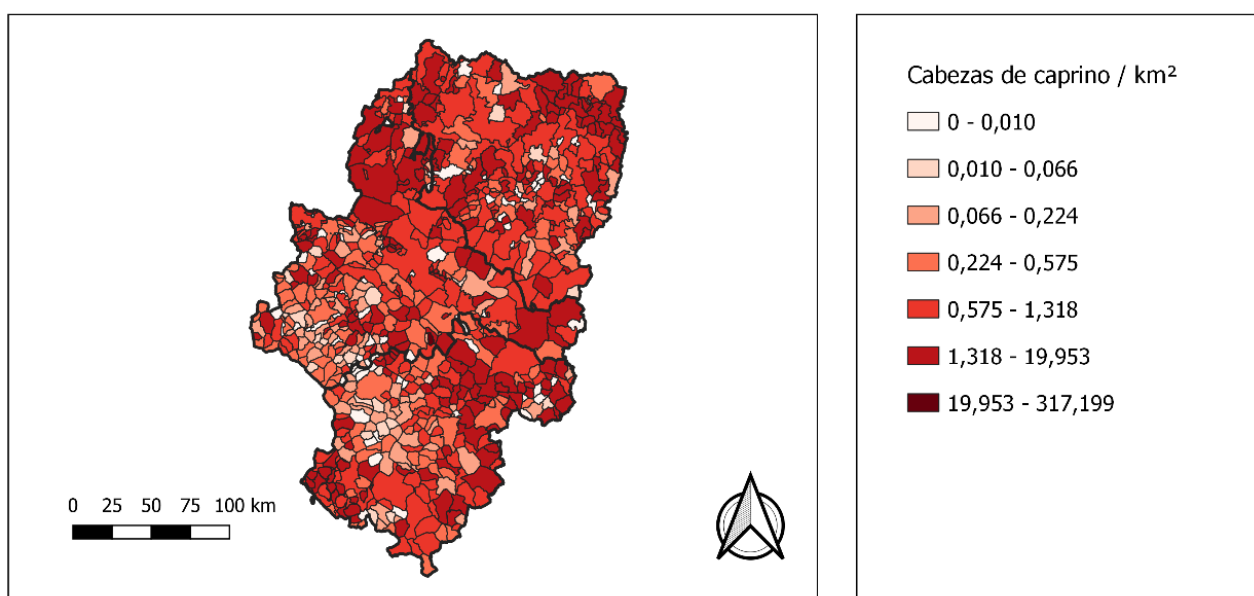 Cabezas de caprino / km²
0 - 0,010
0,010 - 0,066
0,066 - 0,224
0,224 - 0,575
0,575 - 1,318
1,318 - 19,953
19,953 - 317,199
0 25 50 75 100 km